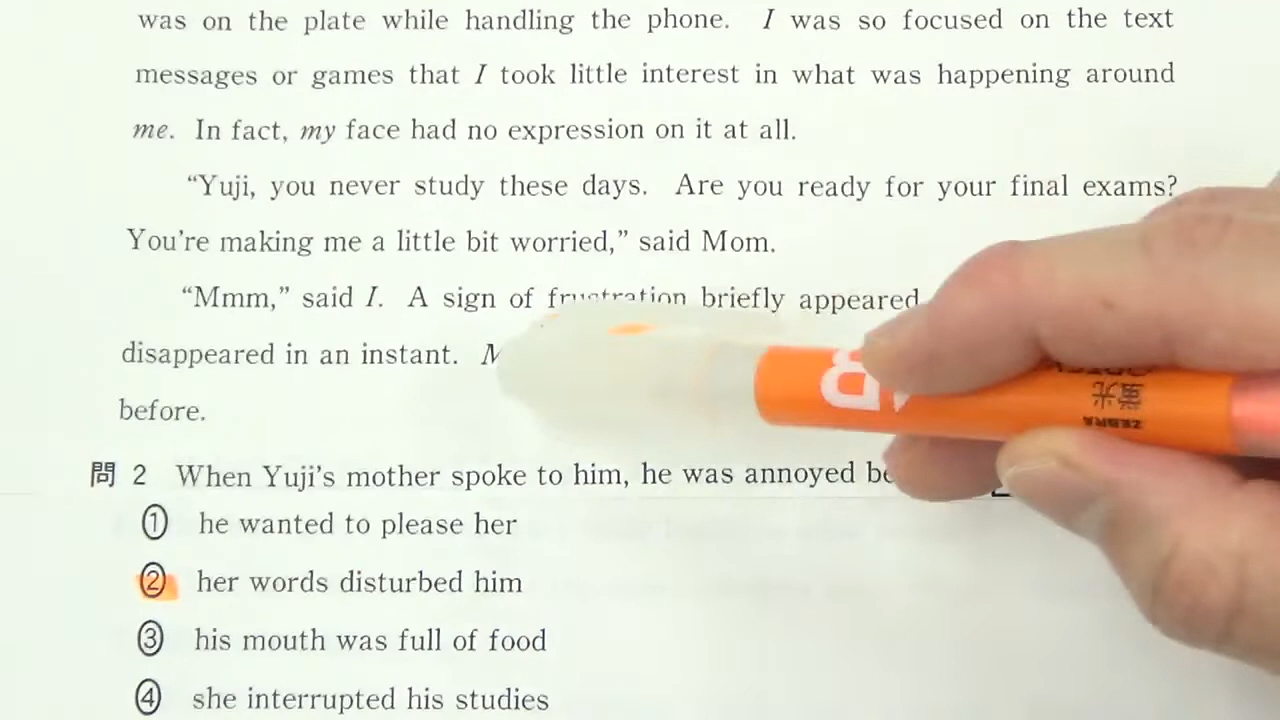 was on the plate while handling the phone. I was so focused on the text
messages or games that I took little interest in what was happening around
me. In fact, my face had no expression on it at all.
“Yuji, you never study these days. Are you ready for your final exams?
You're making me a little bit worried,” said Mom.
“Mmm,” said I. A sign of frustration briefly appeared
disappeared in an instant.
before.
問 2 When Yuji's mother spoke to him, he was annoyed
① he wanted to please her
② her words disturbed him
③ his mouth was full of food
④ she interrupted his studies
ZEBRA
蛍光